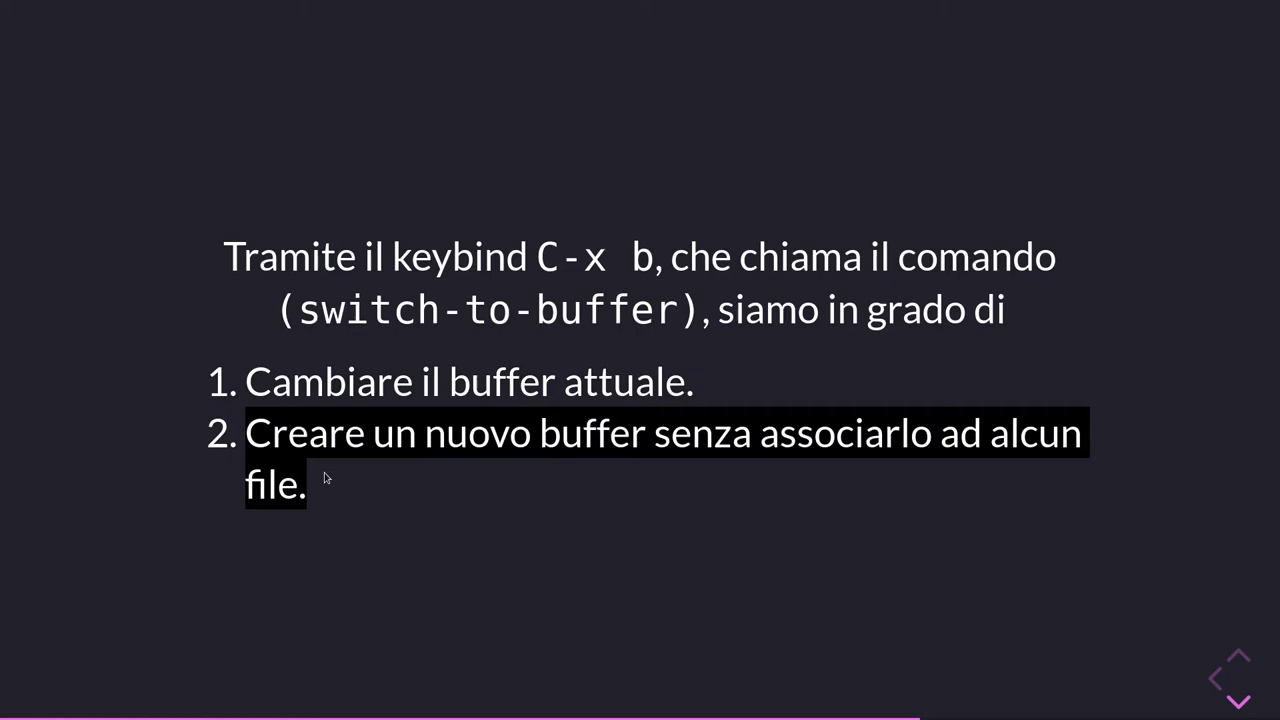 Tramite il keybind C-x b, che chiama il comando
(switch-to-buffer), siamo in grado di
1. Cambiare il buffer attuale.
2. Creare un nuovo buffer senza associarlo ad alcun
file.